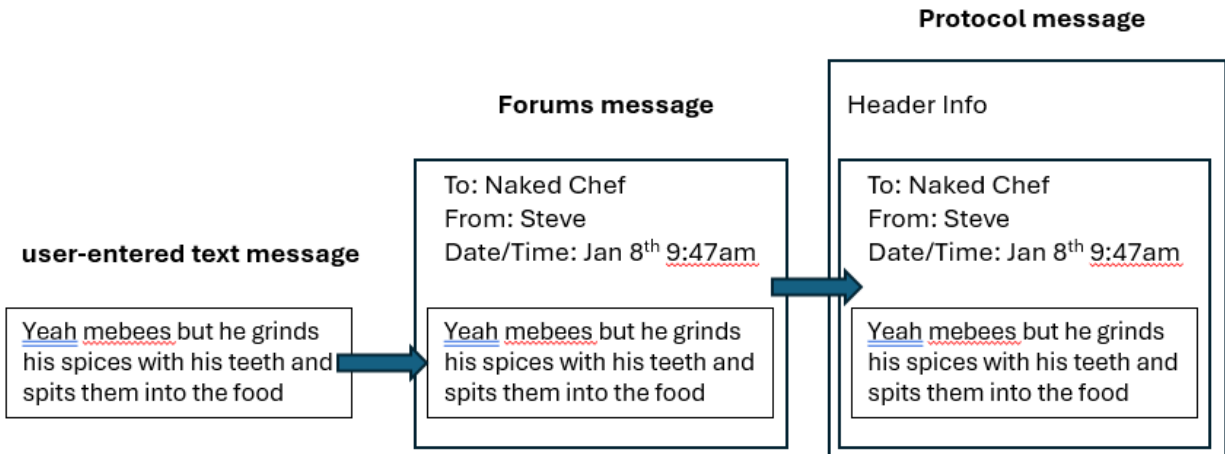 Protocol message
Forums message
Header Info
To: Naked Chef
From: Steve
Date/Time: Jan 8th 9:47am
To: Naked Chef
From: Steve
Date/Time: Jan 8th 9:47am
user-entered text message
Yeah mebees but he grinds
his spices with his teeth and
spits them into the food
Yeah mebees but he grinds
his spices with his teeth and
spits them into the food
Yeah mebees but he grinds
his spices with his teeth and
spits them into the food